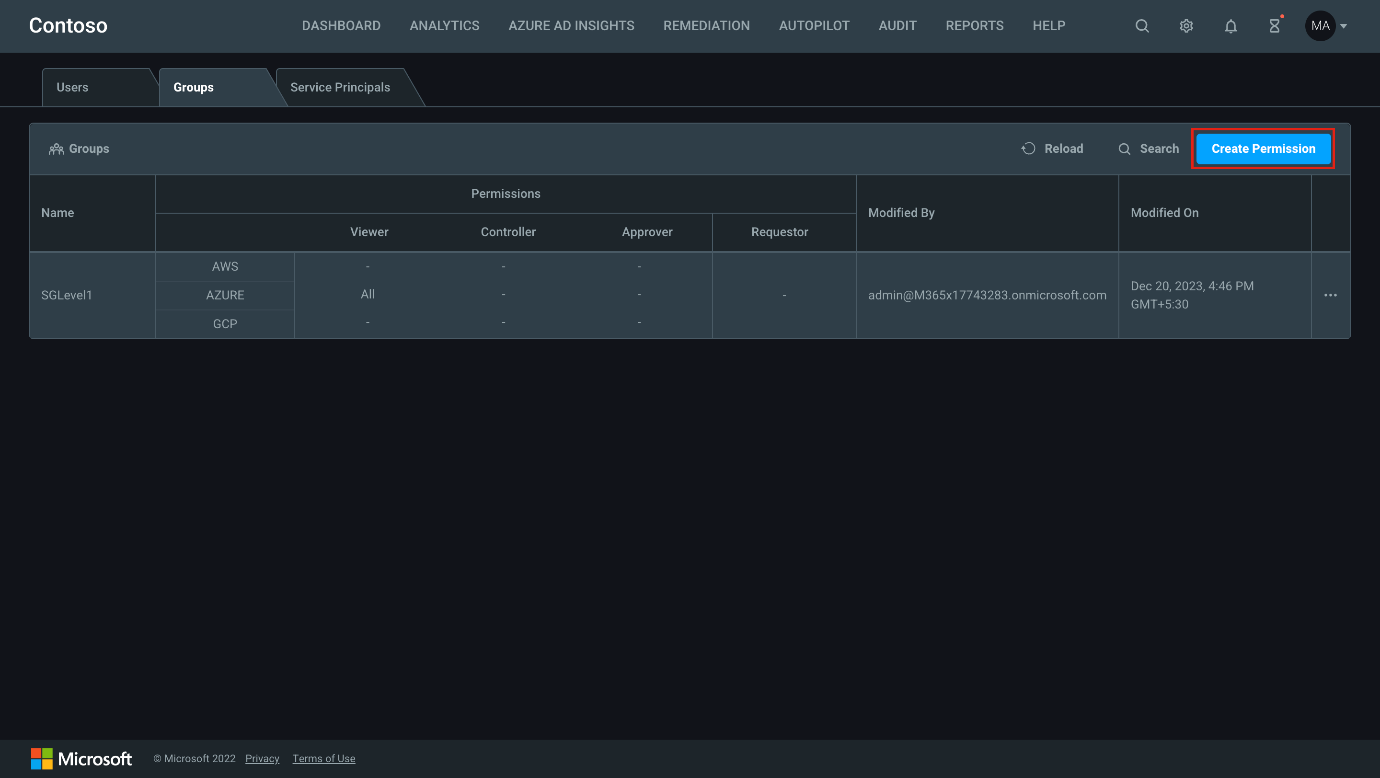 Contoso
DASHBOARD ANALYTICS AZURE AD INSIGHTS REMEDIATION AUTOPILOT AUDIT REPORTS HELP MA
Users Groups Service Principals
Groups Reload Search Create Permission
Name Permissions Modified By Modified On
Viewer Controller Approver Requestor
SGLevel1
AWS - - -
AZURE All - - -
GCP - - -
admin@M365x17743283.onmicrosoft.com
Dec 20, 2023, 4:46 PM
GMT+5:30
Microsoft © Microsoft 2022 Privacy Terms of Use